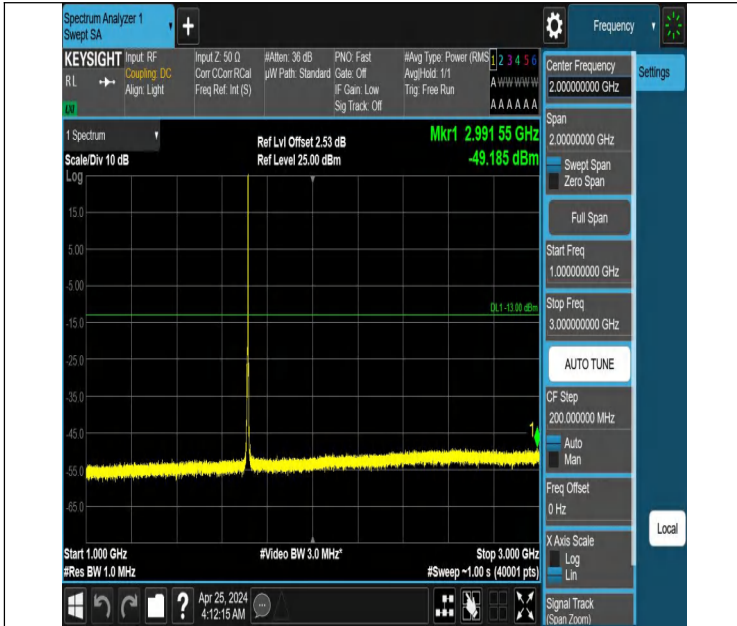 Spectrum Analyzer 1
Swept SA
Frequency
KEYSIGHT
R L
Input: RF
Coupling: DC
Align: Light
Input Z: 50 Ω
Corr CCorr RCal
Freq Ref: Int (S)
#Atten: 36 dB
µW Path: Standard
PNO: Fast
Gate: Off
IF Gain: Low
Sig Track: Off
#Avg Type: Power (RMS
Avg|Hold: 1/1
Trig: Free Run
1 2 3 4 5 6
A W W W W W
A A A A A A
1 Spectrum
Scale/Div 10 dB
Log
Ref Lvl Offset 2.53 dB
Ref Level 25.00 dBm
Mkr1 2.991 55 GHz
-49.185 dBm
15.0
5.00
-5.00
-15.0
-25.0
-35.0
-45.0
-55.0
-65.0
DL1 -13.00 dBm
1
Start 1.000 GHz
#Res BW 1.0 MHz
#Video BW 3.0 MHz*
Stop 3.000 GHz
#Sweep ~1.00 s (40001 pts)
Apr 25, 2024
4:12:15 AM
Center Frequency
2.000000000 GHz
Span
2.00000000 GHz
Swept Span
Zero Span
Full Span
Start Freq
1.000000000 GHz
Stop Freq
3.000000000 GHz
AUTO TUNE
CF Step
200.000000 MHz
Auto
Man
Freq Offset
0 Hz
X Axis Scale
Log
Lin
Signal Track
(Span Zoom)
Settings
Local